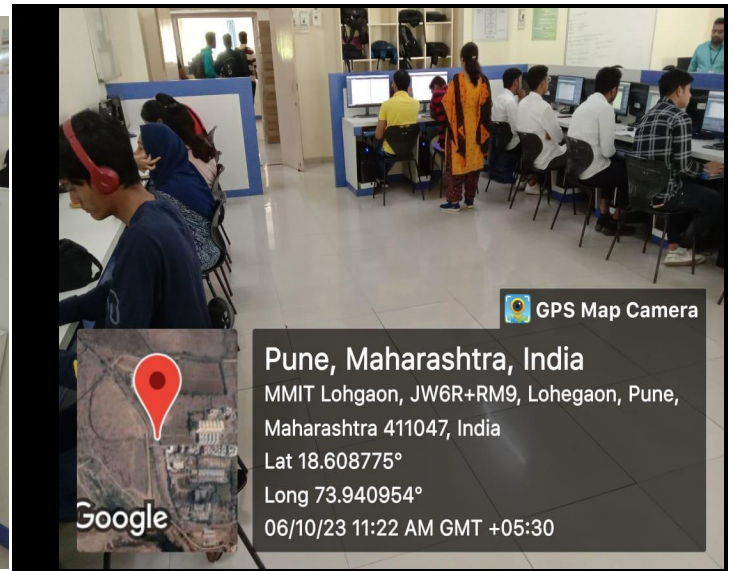 GPS Map Camera
Pune, Maharashtra, India
MMIT Lohgaon, JW6R+RM9, Lohegaon, Pune,
Maharashtra 411047, India
Lat 18.608775°
Long 73.940954°
06/10/23 11:22 AM GMT +05:30
Google